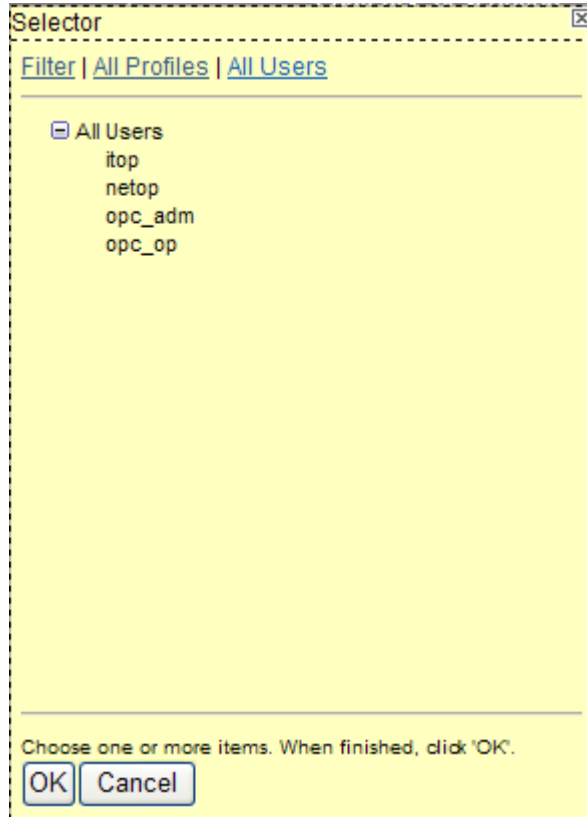 Selector
Filter | All Profiles | All Users
All Users
itop
netop
opc_adm
opc_op
Choose one or more items. When finished, click 'OK'.
OK Cancel